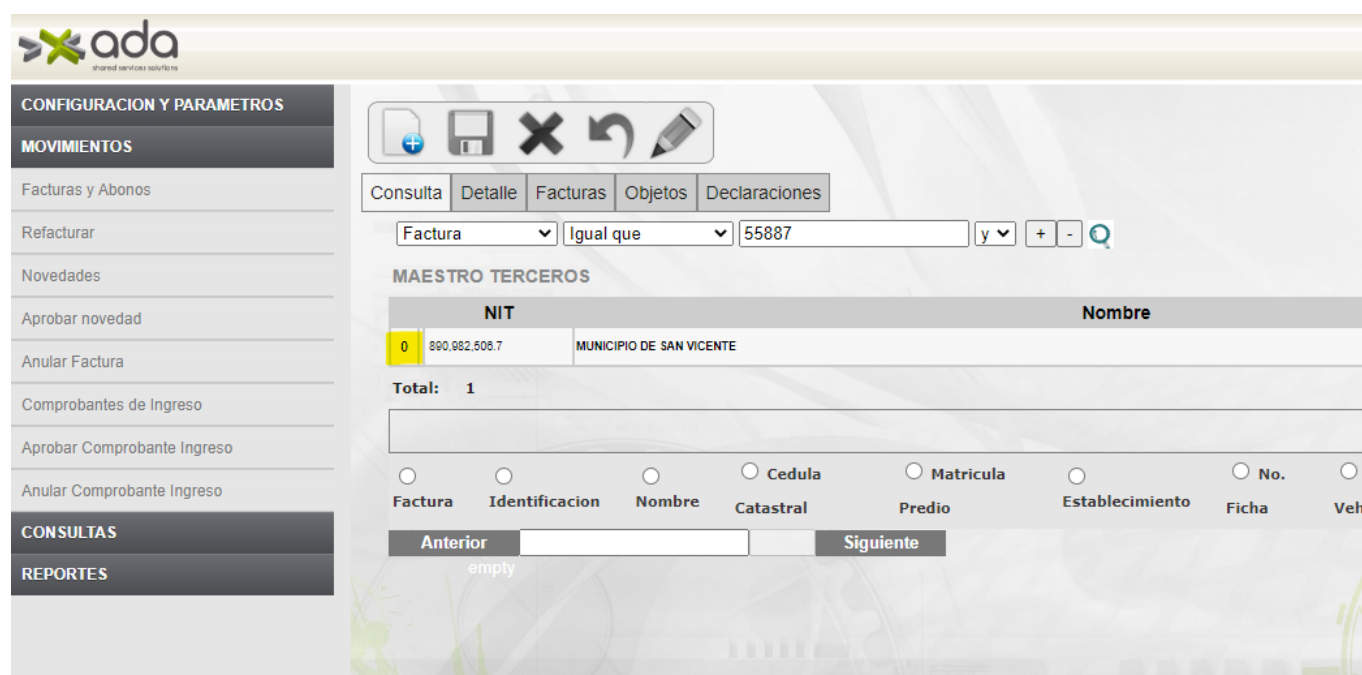 ada
shared services solutions
CONFIGURACION Y PARAMETROS
MOVIMIENTOS
Facturas y Abonos
Refacturar
Novedades
Aprobar novedad
Anular Factura
Comprobantes de Ingreso
Aprobar Comprobante Ingreso
Anular Comprobante Ingreso
CONSULTAS
REPORTES
Consulta Detalle Facturas Objetos Declaraciones
Factura Igual que 55887 y + -
MAESTRO TERCEROS
NIT Nombre
0 890,982,506.7 MUNICIPIO DE SAN VICENTE
Total: 1
Factura Identificacion Nombre Cedula Catastral Matricula Predio Establecimiento No. Ficha Veh
Anterior Siguiente
empty